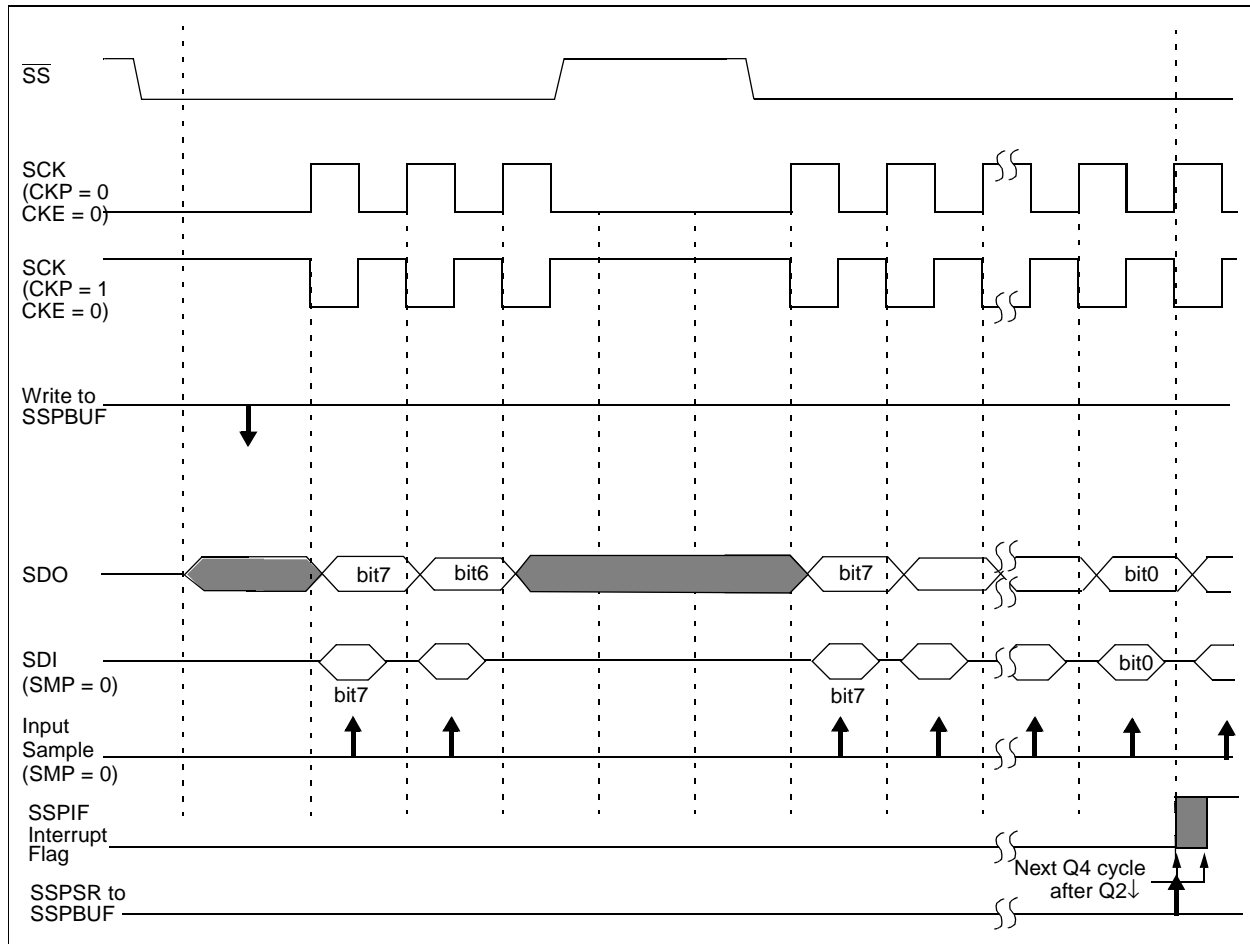 SS
SCK
(CKP = 0
CKE = 0)
SCK
(CKP = 1
CKE = 0)
Write to
SSPBUF
SDO
bit7
bit6
bit7
bit0
SDI
(SMP = 0)
bit7
bit7
bit0
Input
Sample
(SMP = 0)
SSPIF
Interrupt
Flag
Next Q4 cycle
after Q2↓
SSPSR to
SSPBUF